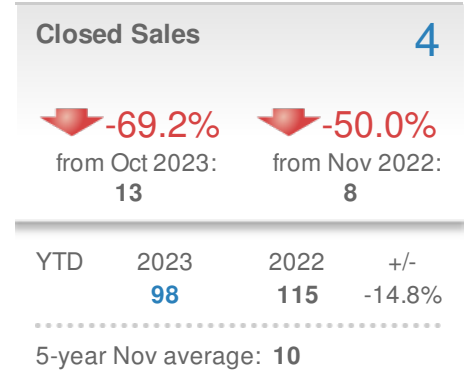 Closed Sales 4
-69.2% -50.0%
from Oct 2023: from Nov 2022:
13 8
YTD 2023 2022 +/-
98 115 -14.8%
5-year Nov average: 10